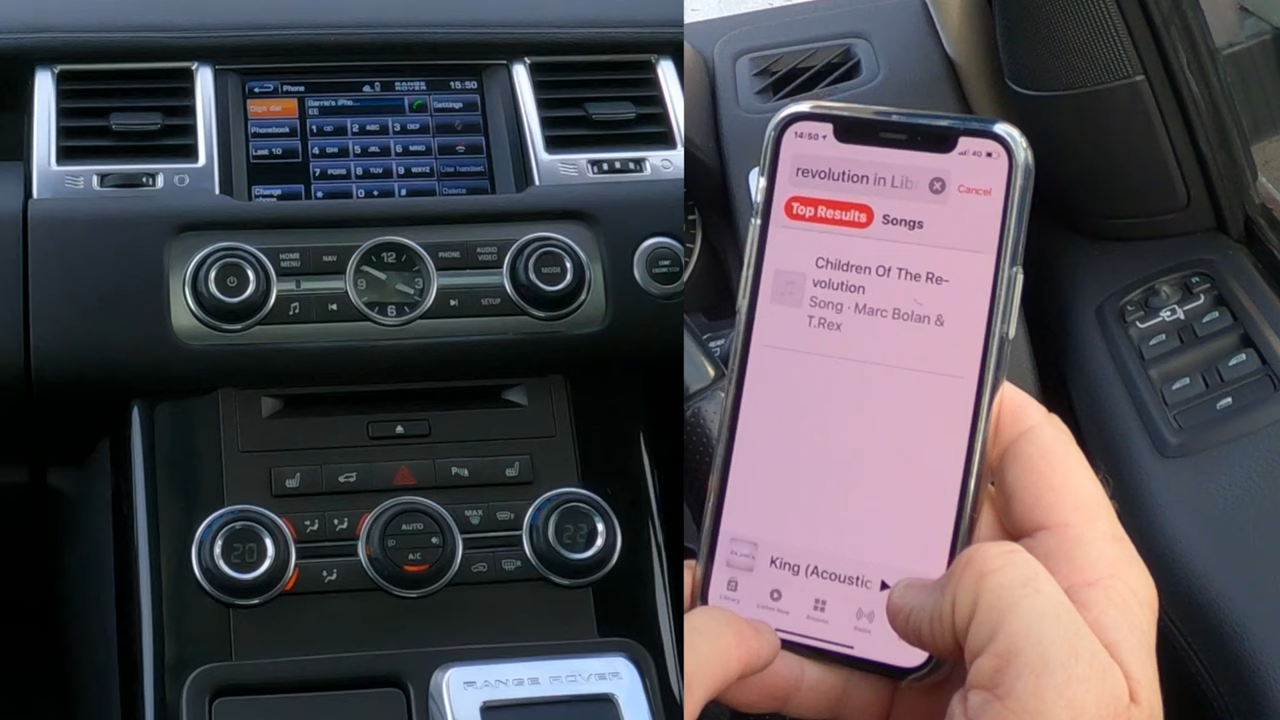 Phone RANGE ROVER 15:50
Digit dial Barrie's iPho... Settings
EE
Phonebook 1 2 ABC 3 DEF
Last 10 4 GHI 5 JKL 6 MNO
7 PQRS 8 TUV 9 WXYZ Use handset
Change phone * 0 + # Delete
HOME MENU NAV 12 PHONE AUDIO VIDEO MODE
9 3
6 SETUP
START ENGINE STOP
MAX
20 AUTO 22
A/C
RANGE ROVER
14:50 4G
revolution in Lib
Cancel
Top Results Songs
Children Of The Re-
volution
Song · Marc Bolan &
T.Rex
King (Acoustic
Library Listen Now Browse Radio